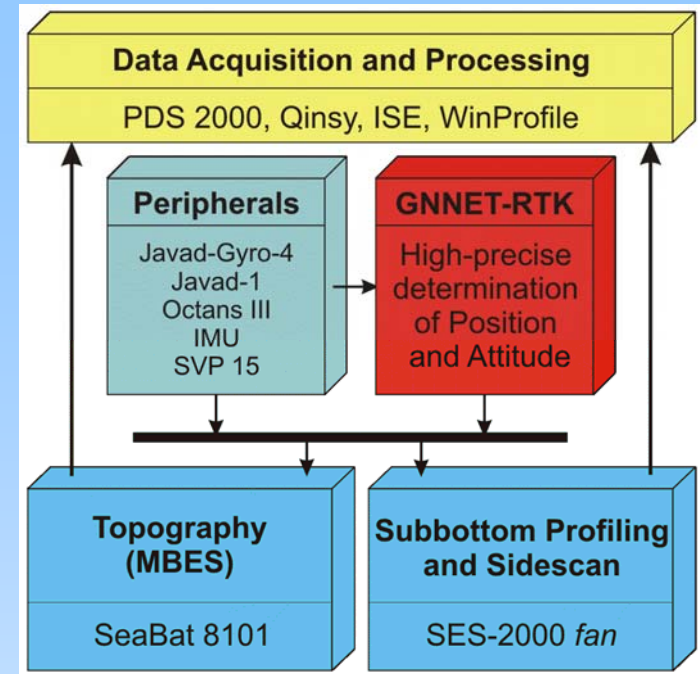 Data Acquisition and Processing
PDS 2000, Qinsy, ISE, WinProfile
Peripherals
Javad-Gyro-4
Javad-1
Octans III
IMU
SVP 15
GNNET-RTK
High-precise
determination
of Position
and Attitude
Topography
(MBES)
SeaBat 8101
Subbottom Profiling
and Sidescan
SES-2000 fan